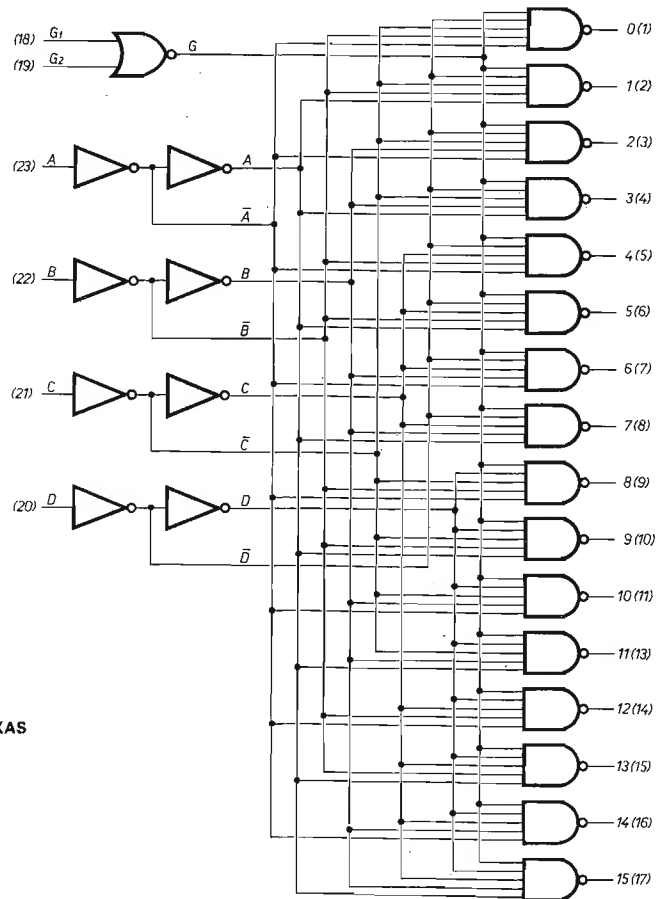 (18) G1
(19) G2
G
(23) A
A
Ā
(22) B
B
B̄
(21) C
C
C̄
(20) D
D
D̄
0(1)
1(2)
2(3)
3(4)
4(5)
5(6)
6(7)
7(8)
8(9)
9(10)
10(11)
11(13)
12(14)
13(15)
14(16)
15(17)
XAS